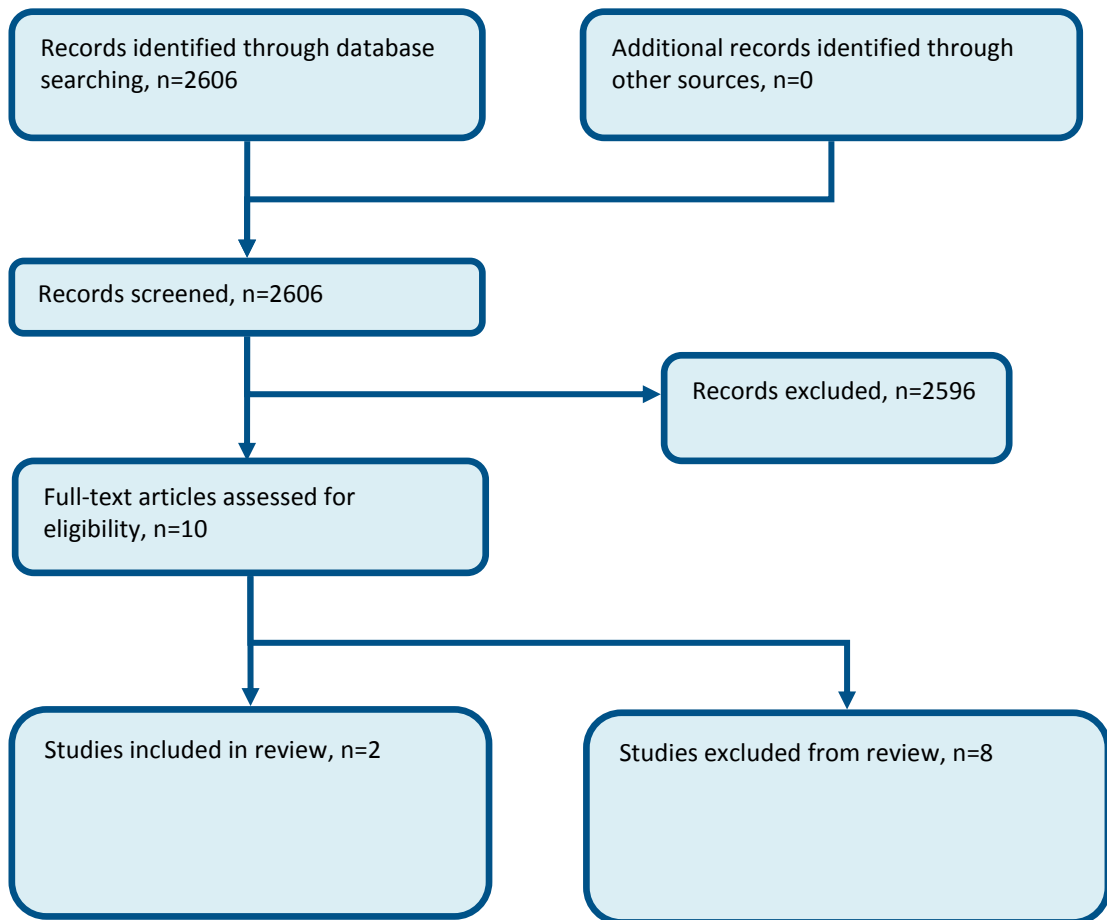 Records identified through database
searching, n=2606
Additional records identified through
other sources, n=0
Records screened, n=2606
Records excluded, n=2596
Full-text articles assessed for
eligibility, n=10
Studies included in review, n=2
Studies excluded from review, n=8